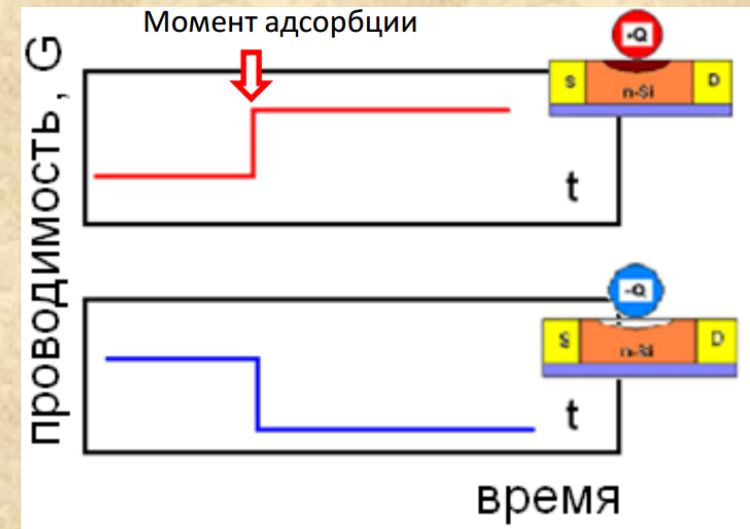 Момент адсорбции
проводимость, G
-Q
S
n-Si
D
t
-Q
S
n-Si
D
t
время